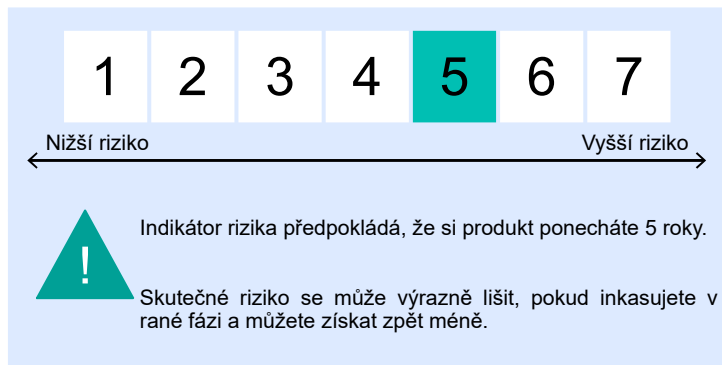 1 2 3 4 5 6 7
Nižší riziko Vyšší riziko
!
Indikátor rizika předpokládá, že si produkt ponecháte 5 roky.
Skutečné riziko se může výrazně lišit, pokud inkasujete v
rané fázi a můžete získat zpět méně.